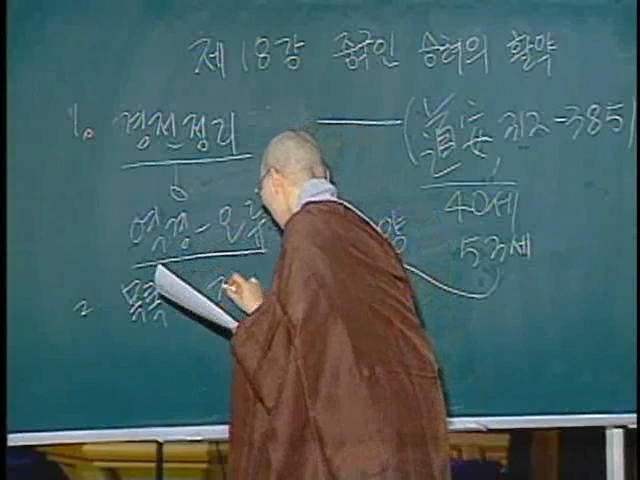 제18강 중국인 승려의 활약
1. 경전정리 (道安, 312-385)
역경-오류 양 40세
53세
2. 목록